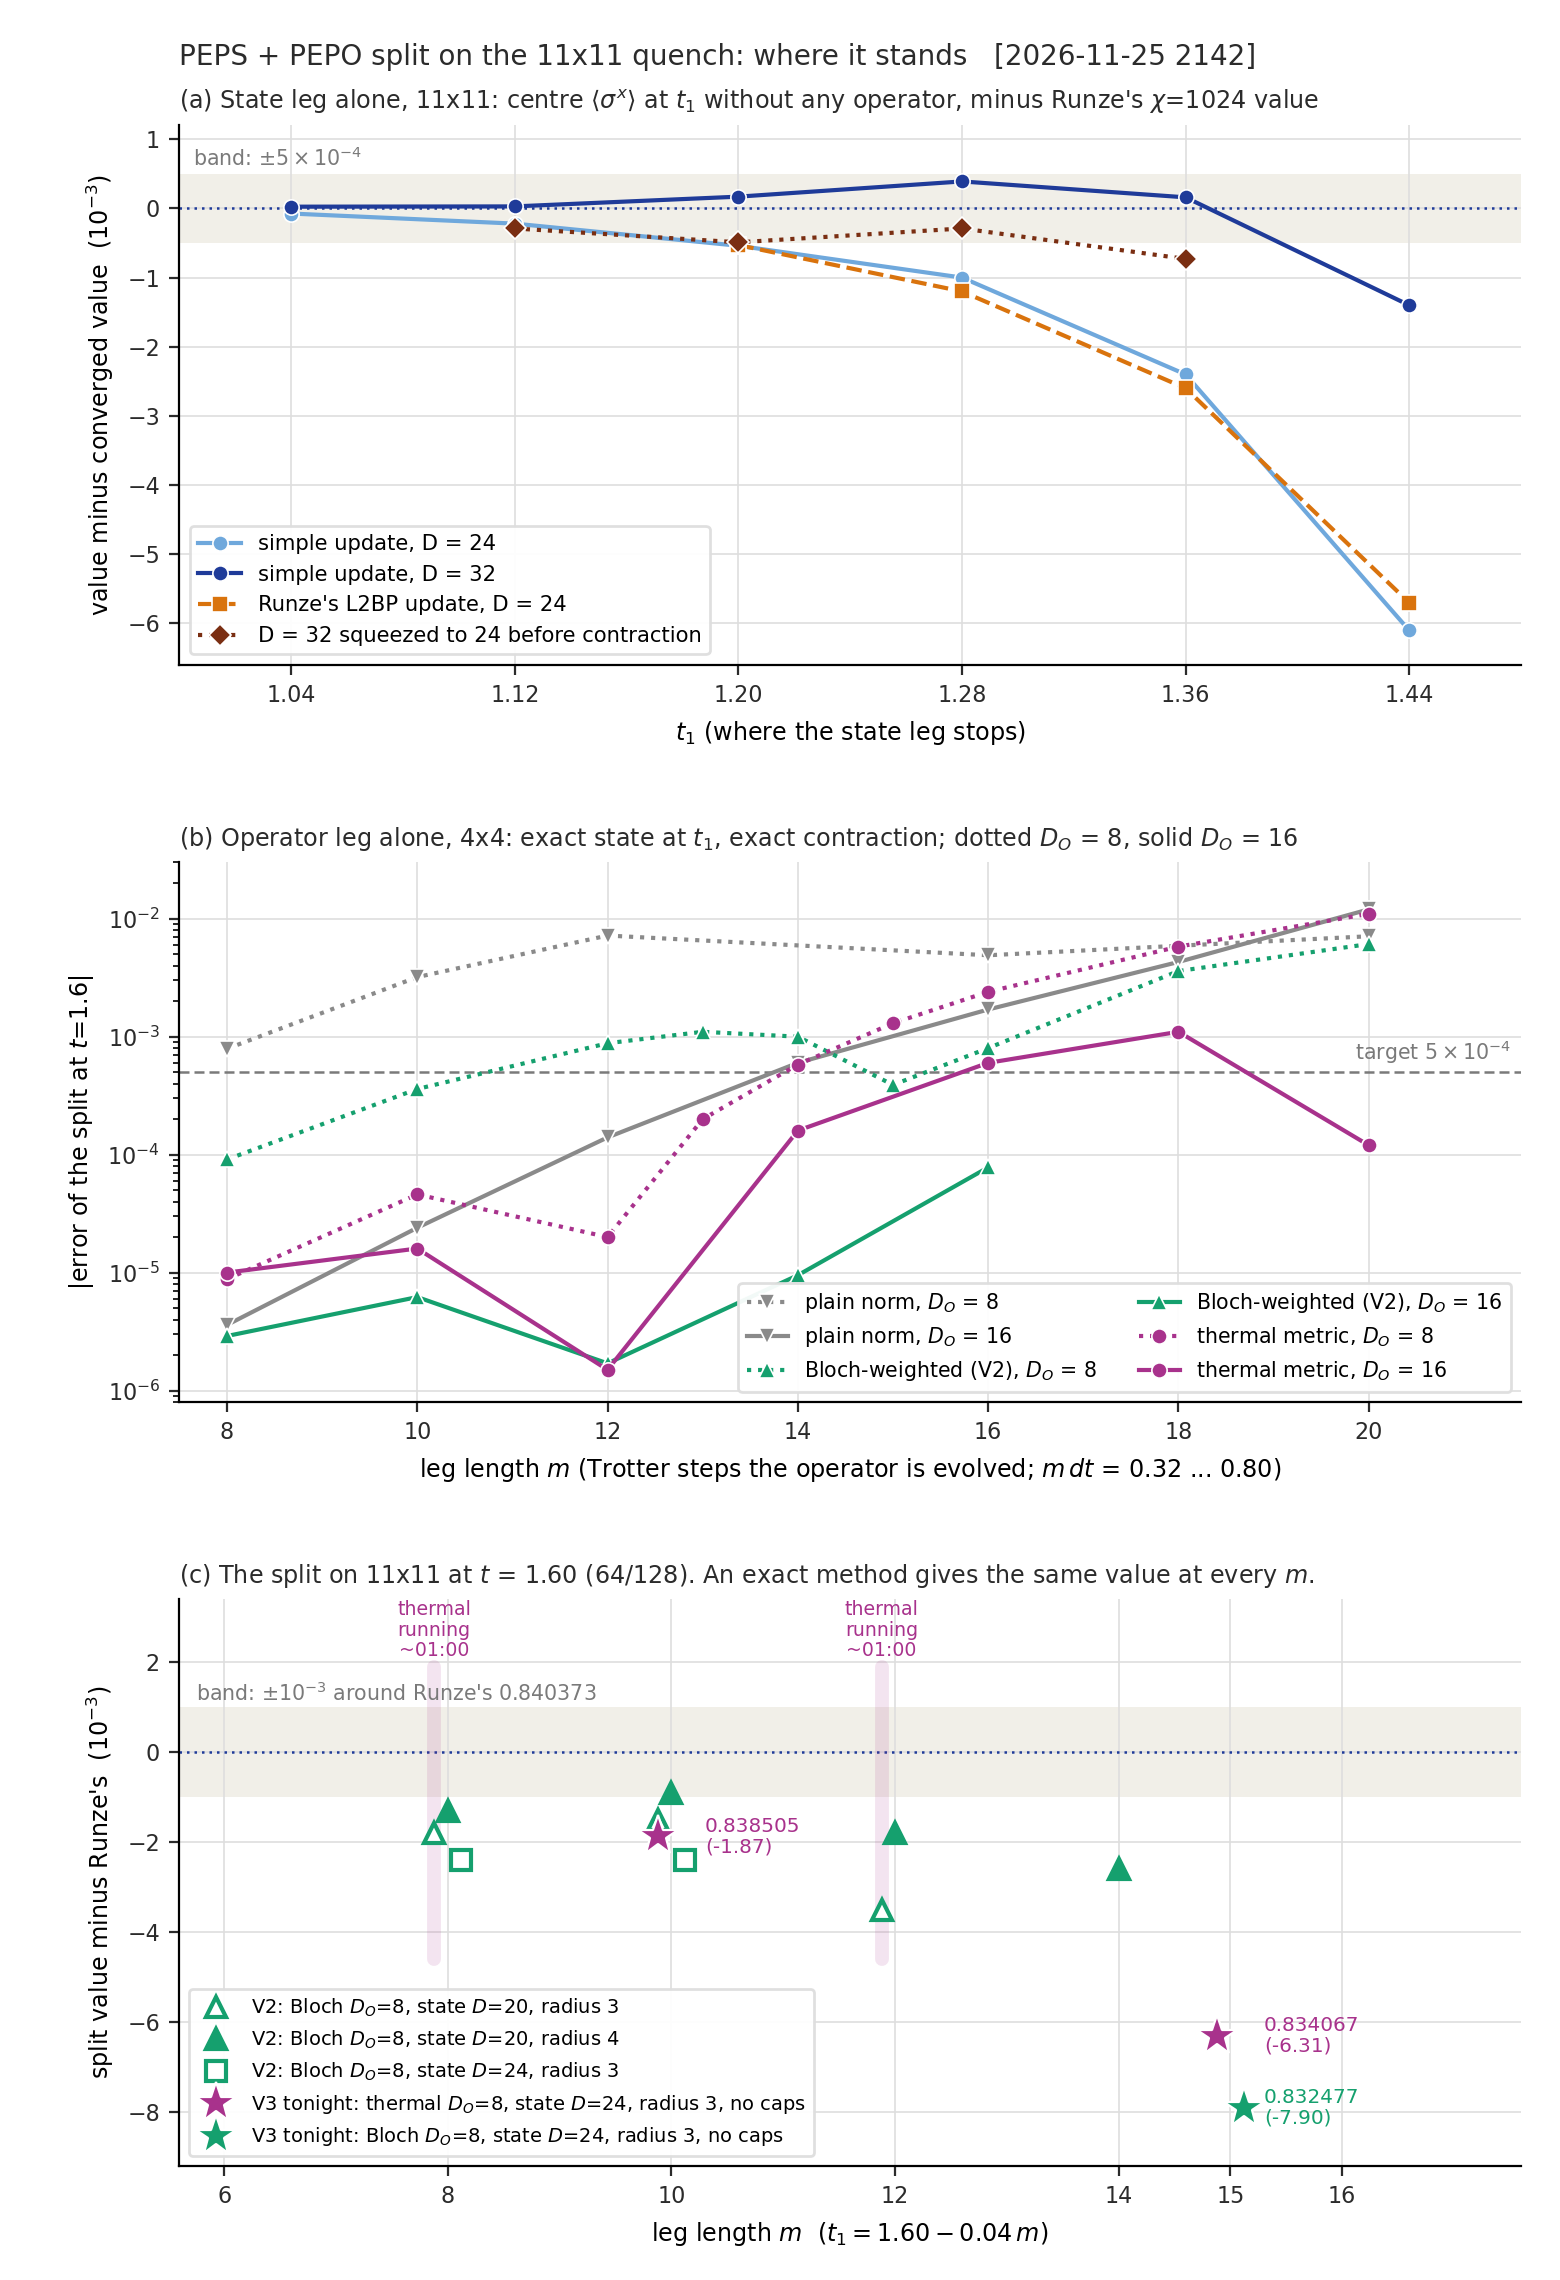 PEPS + PEPO split on the 11x11 quench: where it stands   [2026-11-25 2142]
(a) State leg alone, 11x11: centre ⟨σˣ⟩ at t₁ without any operator, minus Runze's χ=1024 value
value minus converged value (10⁻³)
1
0
−1
−2
−3
−4
−5
−6
band: ±5 × 10⁻⁴
simple update, D = 24
simple update, D = 32
Runze's L2BP update, D = 24
D = 32 squeezed to 24 before contraction
1.04
1.12
1.20
1.28
1.36
1.44
t₁ (where the state leg stops)
(b) Operator leg alone, 4x4: exact state at t₁, exact contraction; dotted D_O = 8, solid D_O = 16
|error of the split at t=1.6|
10⁻²
10⁻³
10⁻⁴
10⁻⁵
10⁻⁶
target 5 × 10⁻⁴
plain norm, D_O = 8
plain norm, D_O = 16
Bloch-weighted (V2), D_O = 8
Bloch-weighted (V2), D_O = 16
thermal metric, D_O = 8
thermal metric, D_O = 16
8
10
12
14
16
18
20
leg length m (Trotter steps the operator is evolved; m dt = 0.32 ... 0.80)
(c) The split on 11x11 at t = 1.60 (64/128). An exact method gives the same value at every m.
split value minus Runze's (10⁻³)
2
0
−2
−4
−6
−8
thermal
running
~01:00
thermal
running
~01:00
band: ±10⁻³ around Runze's 0.840373
0.838505
(-1.87)
0.834067
(-6.31)
0.832477
(-7.90)
V2: Bloch D_O=8, state D=20, radius 3
V2: Bloch D_O=8, state D=20, radius 4
V2: Bloch D_O=8, state D=24, radius 3
V3 tonight: thermal D_O=8, state D=24, radius 3, no caps
V3 tonight: Bloch D_O=8, state D=24, radius 3, no caps
6
8
10
12
14
15
16
leg length m (t₁ = 1.60 − 0.04 m)